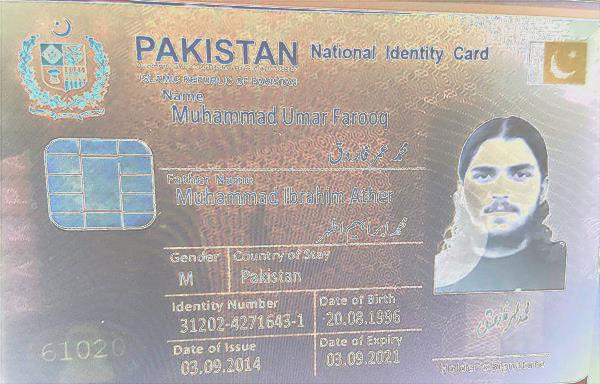 PAKISTAN National Identity Card
ISLAMIC REPUBLIC OF PAKISTAN
Name
Muhammad Umar Farooq
محمد عمر فاروق
Father Name
Muhammad Ibrahim Ather
محمد ابراہیم اطہر
Gender Country of Stay
M Pakistan
Identity Number Date of Birth
31202-4271643-1 20.08.1996
Date of Issue Date of Expiry
03.09.2014 03.09.2021
61020
Holder's Signature